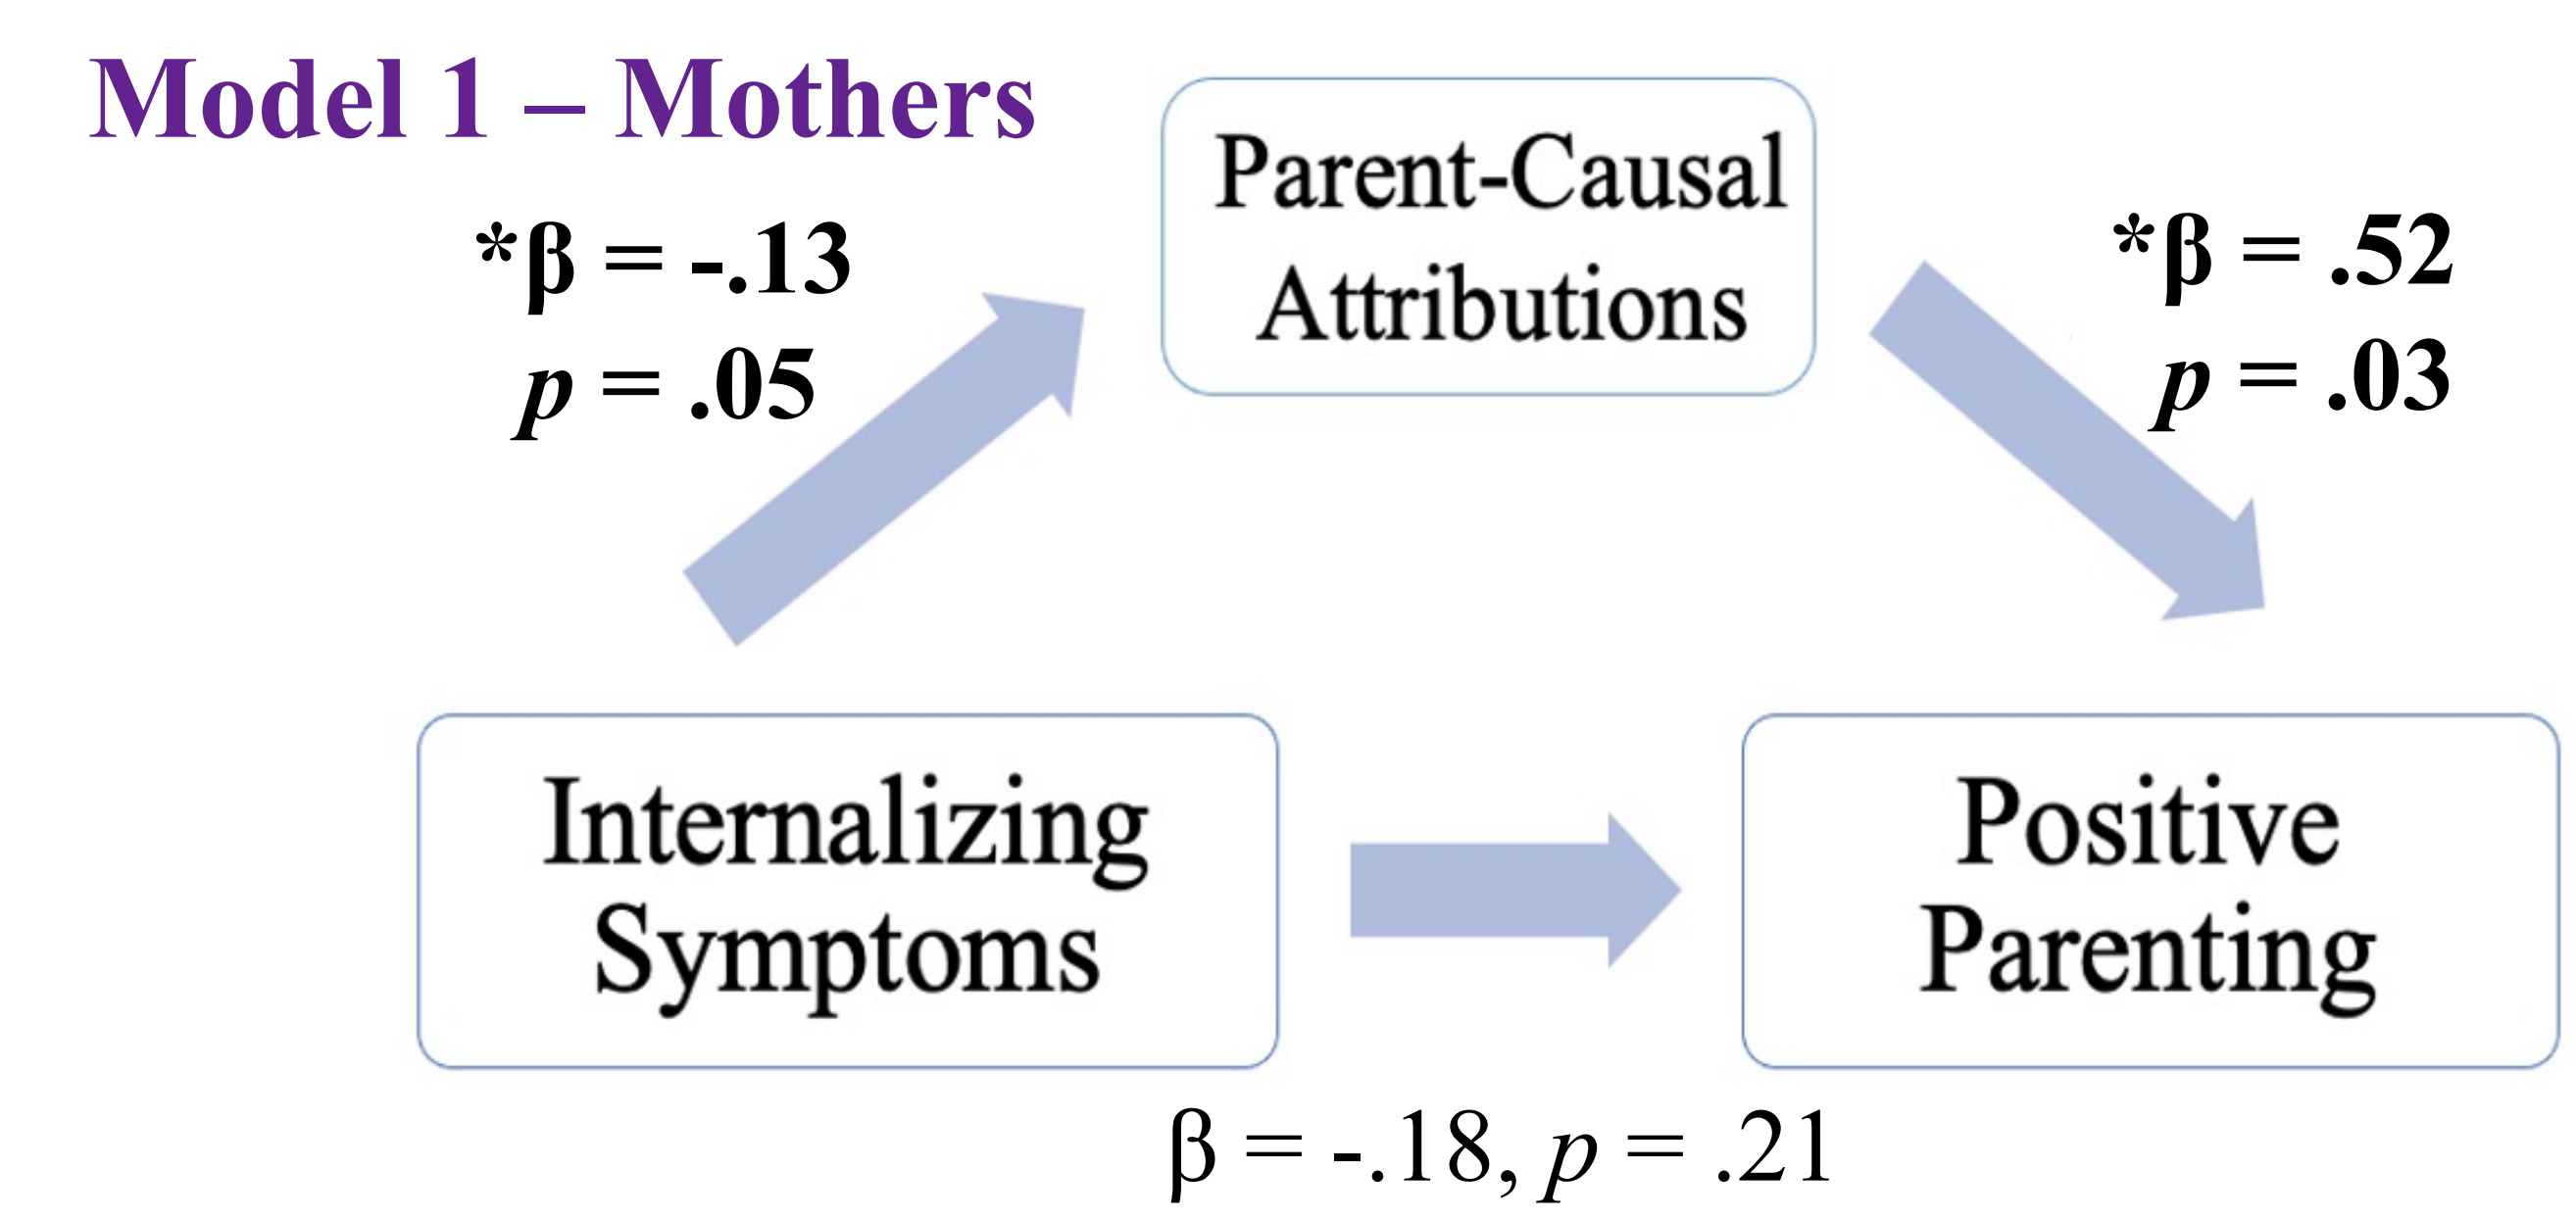 Model 1 – Mothers
*β = -.13
p = .05
Parent-Causal
Attributions
*β = .52
p = .03
Internalizing
Symptoms
Positive
Parenting
β = -.18, p = .21